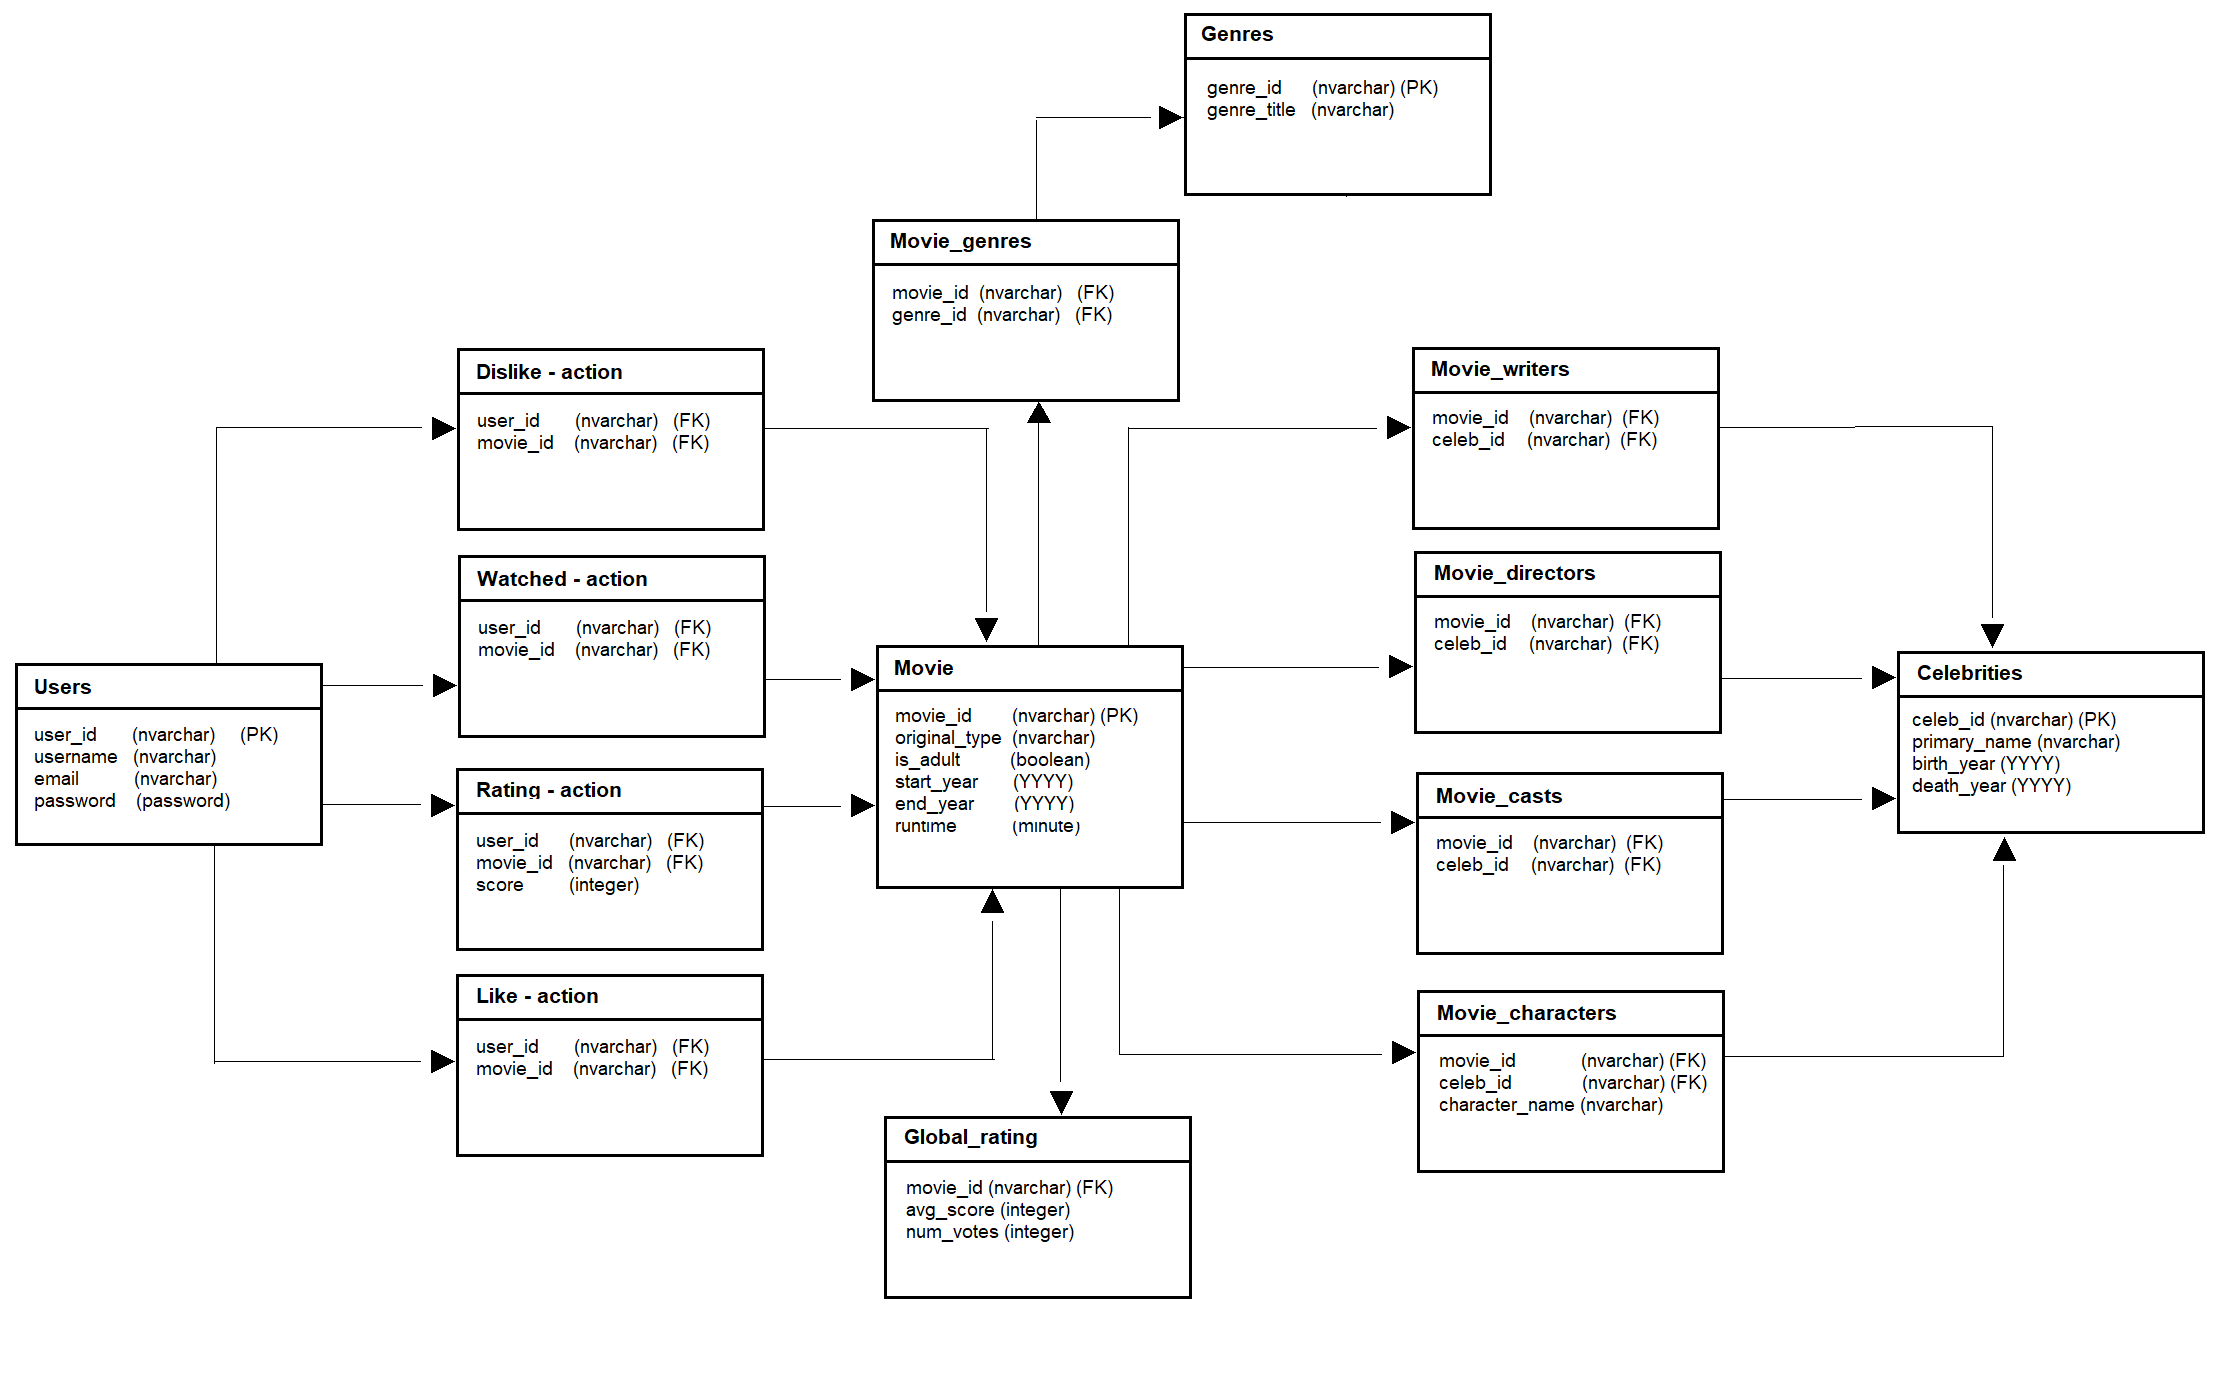 Genres
genre_id (nvarchar) (PK)
genre_title (nvarchar)
Movie_genres
movie_id (nvarchar) (FK)
genre_id (nvarchar) (FK)
Dislike - action
user_id (nvarchar) (FK)
movie_id (nvarchar) (FK)
Movie_writers
movie_id (nvarchar) (FK)
celeb_id (nvarchar) (FK)
Watched - action
user_id (nvarchar) (FK)
movie_id (nvarchar) (FK)
Movie_directors
movie_id (nvarchar) (FK)
celeb_id (nvarchar) (FK)
Users
user_id (nvarchar) (PK)
username (nvarchar)
email (nvarchar)
password (password)
Movie
movie_id (nvarchar) (PK)
original_type (nvarchar)
is_adult (boolean)
start_year (YYYY)
end_year (YYYY)
runtime (minute)
Celebrities
celeb_id (nvarchar) (PK)
primary_name (nvarchar)
birth_year (YYYY)
death_year (YYYY)
Rating - action
user_id (nvarchar) (FK)
movie_id (nvarchar) (FK)
score (integer)
Movie_casts
movie_id (nvarchar) (FK)
celeb_id (nvarchar) (FK)
Like - action
user_id (nvarchar) (FK)
movie_id (nvarchar) (FK)
Movie_characters
movie_id (nvarchar) (FK)
celeb_id (nvarchar) (FK)
character_name (nvarchar)
Global_rating
movie_id (nvarchar) (FK)
avg_score (integer)
num_votes (integer)